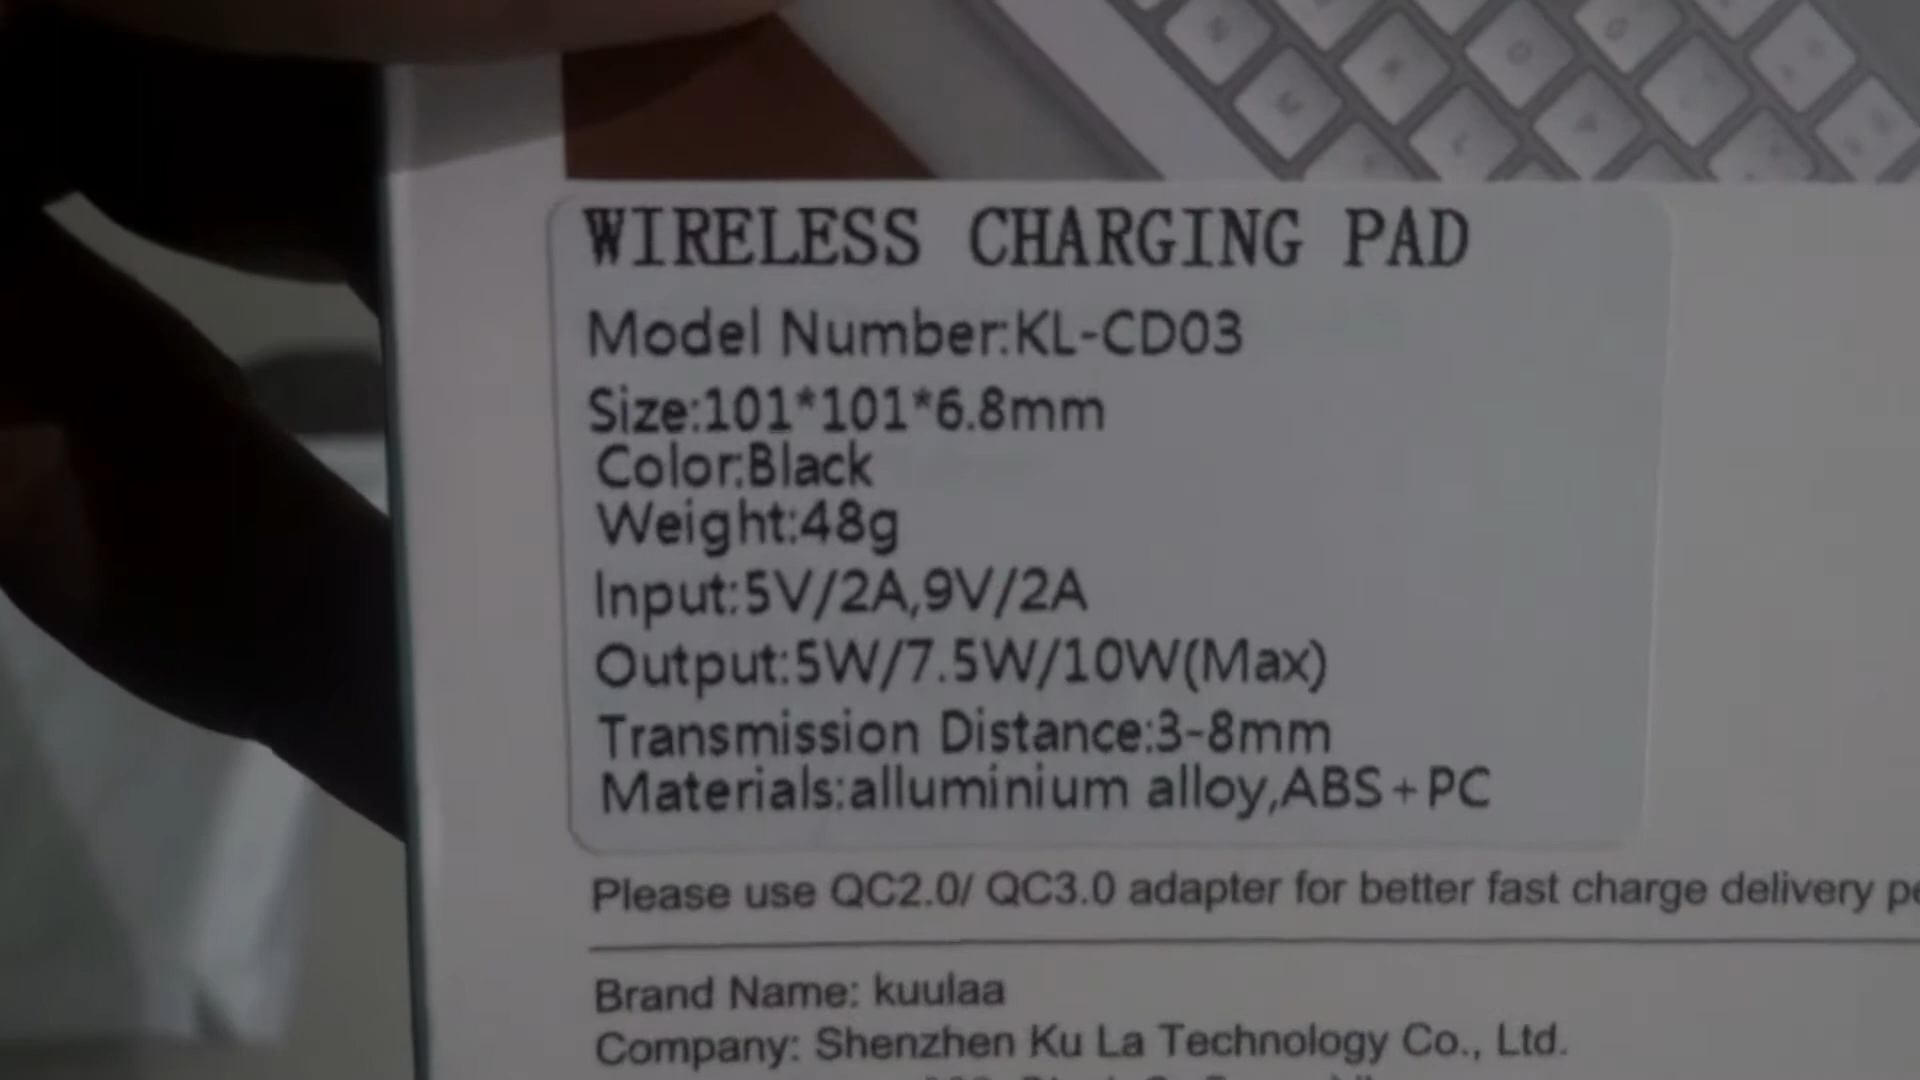 WIRELESS CHARGING PAD
Model Number:KL-CD03
Size:101*101*6.8mm
Color:Black
Weight:48g
Input:5V/2A,9V/2A
Output:5W/7.5W/10W(Max)
Transmission Distance:3-8mm
Materials:alluminium alloy,ABS+PC
Please use QC2.0/ QC3.0 adapter for better fast charge delivery
Brand Name: kuulaa
Company: Shenzhen Ku La Technology Co., Ltd.